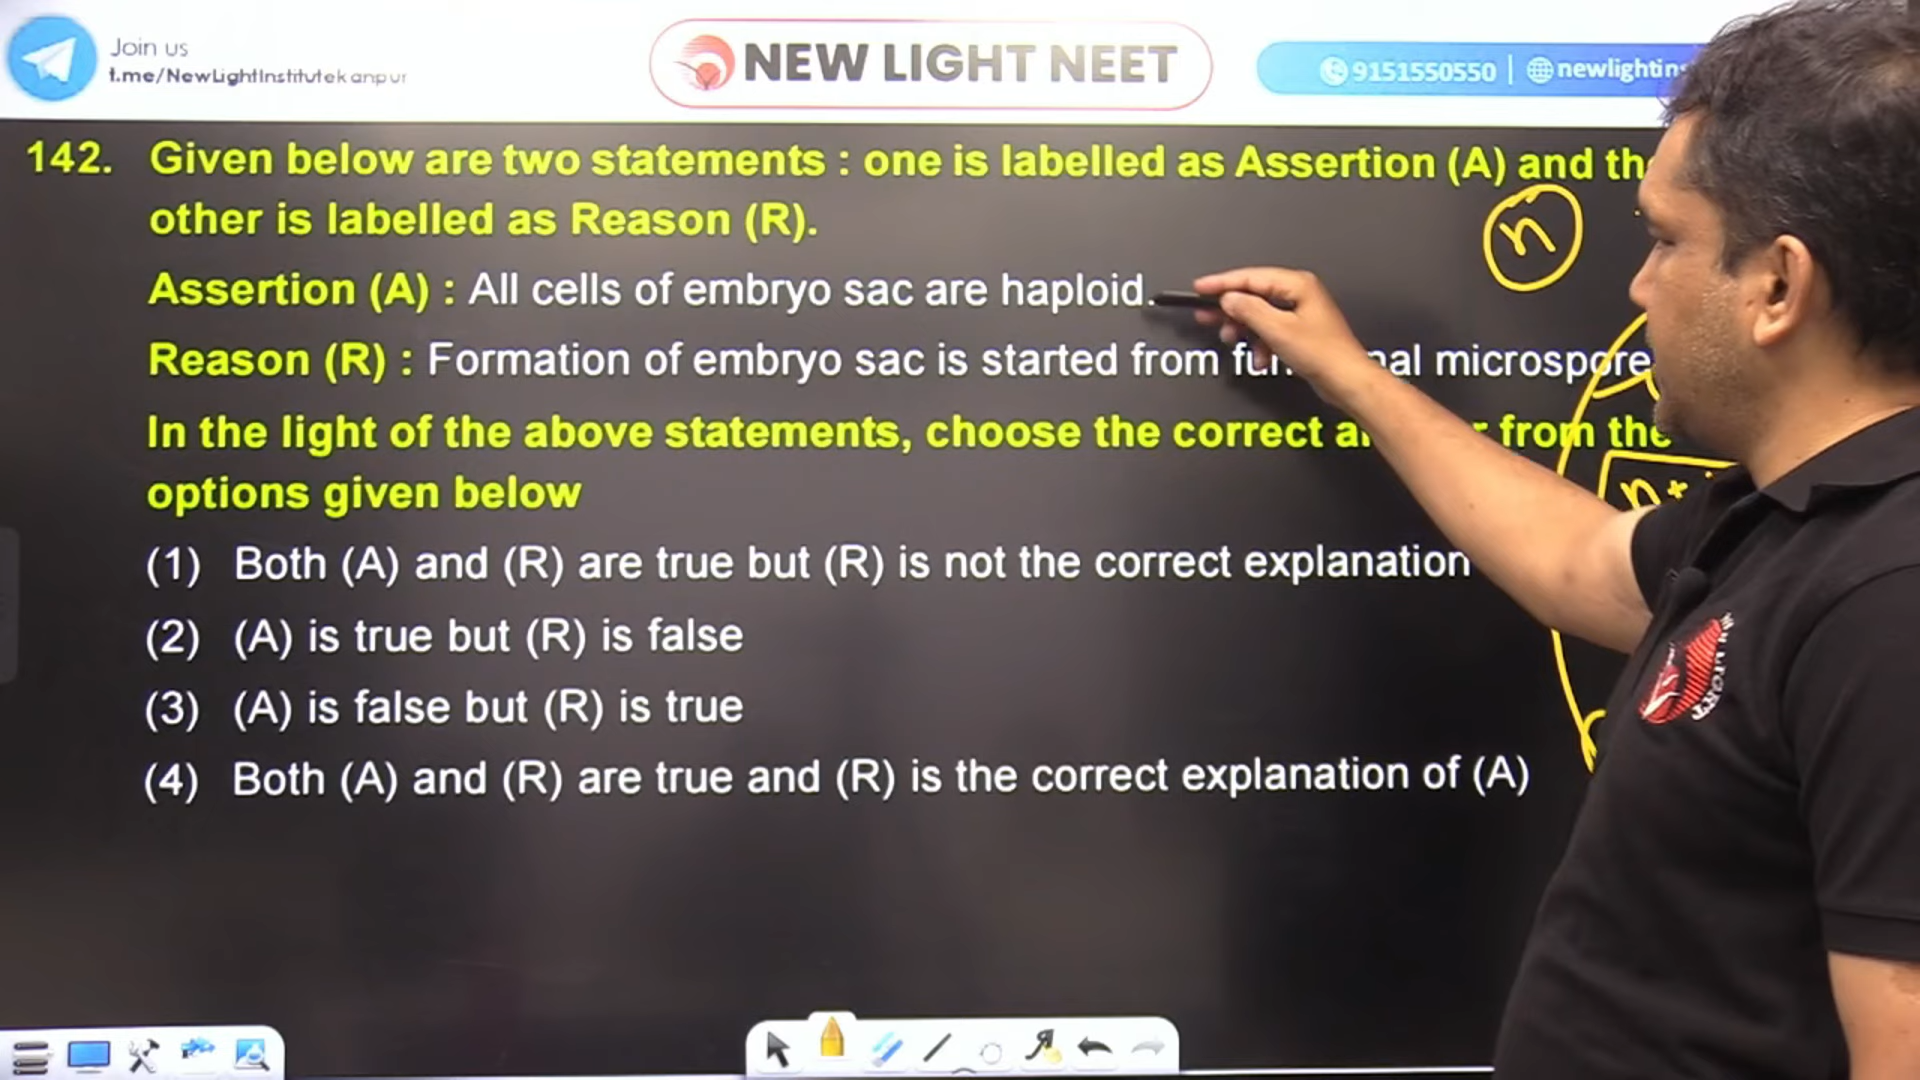 Join us
t.me/NewLightInstitutekanpur
NEW LIGHT NEET
9151550550 | newlightins
142. Given below are two statements : one is labelled as Assertion (A) and the
other is labelled as Reason (R).
n
Assertion (A) : All cells of embryo sac are haploid.
Reason (R) : Formation of embryo sac is started from microspore
In the light of the above statements, choose the correct from the
options given below
n+
(1) Both (A) and (R) are true but (R) is not the correct explanation
(2) (A) is true but (R) is false
(3) (A) is false but (R) is true
(4) Both (A) and (R) are true and (R) is the correct explanation of (A)